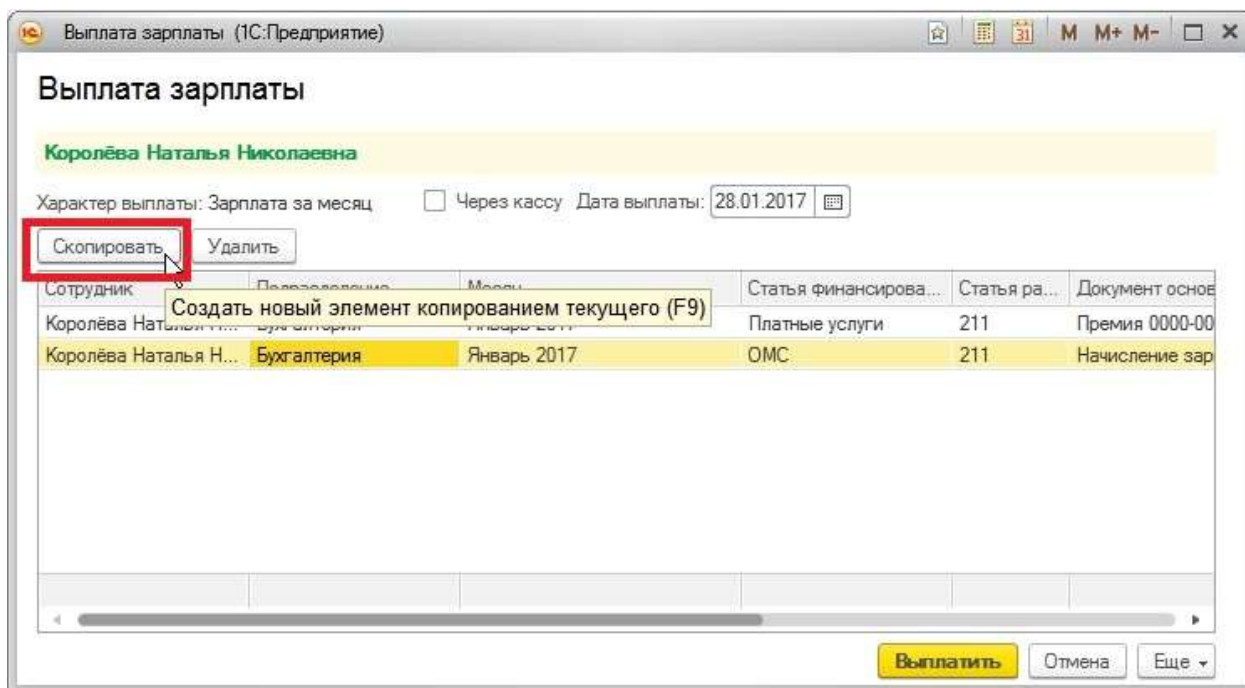 Выплата зарплаты (1С:Предприятие) 31 M M+ M-
Выплата зарплаты
Королёва Наталья Николаевна
Характер выплаты: Зарплата за месяц Через кассу Дата выплаты: 28.01.2017
Скопировать Удалить
Сотрудник Статья финансирова... Статья ра... Документ основ
Создать новый элемент копированием текущего (F9)
Королёва Платные услуги 211 Премия 0000-00
Королёва Наталья Н... Бухгалтерия Январь 2017 ОМС 211 Начисление зар
Выплатить Отмена Еще